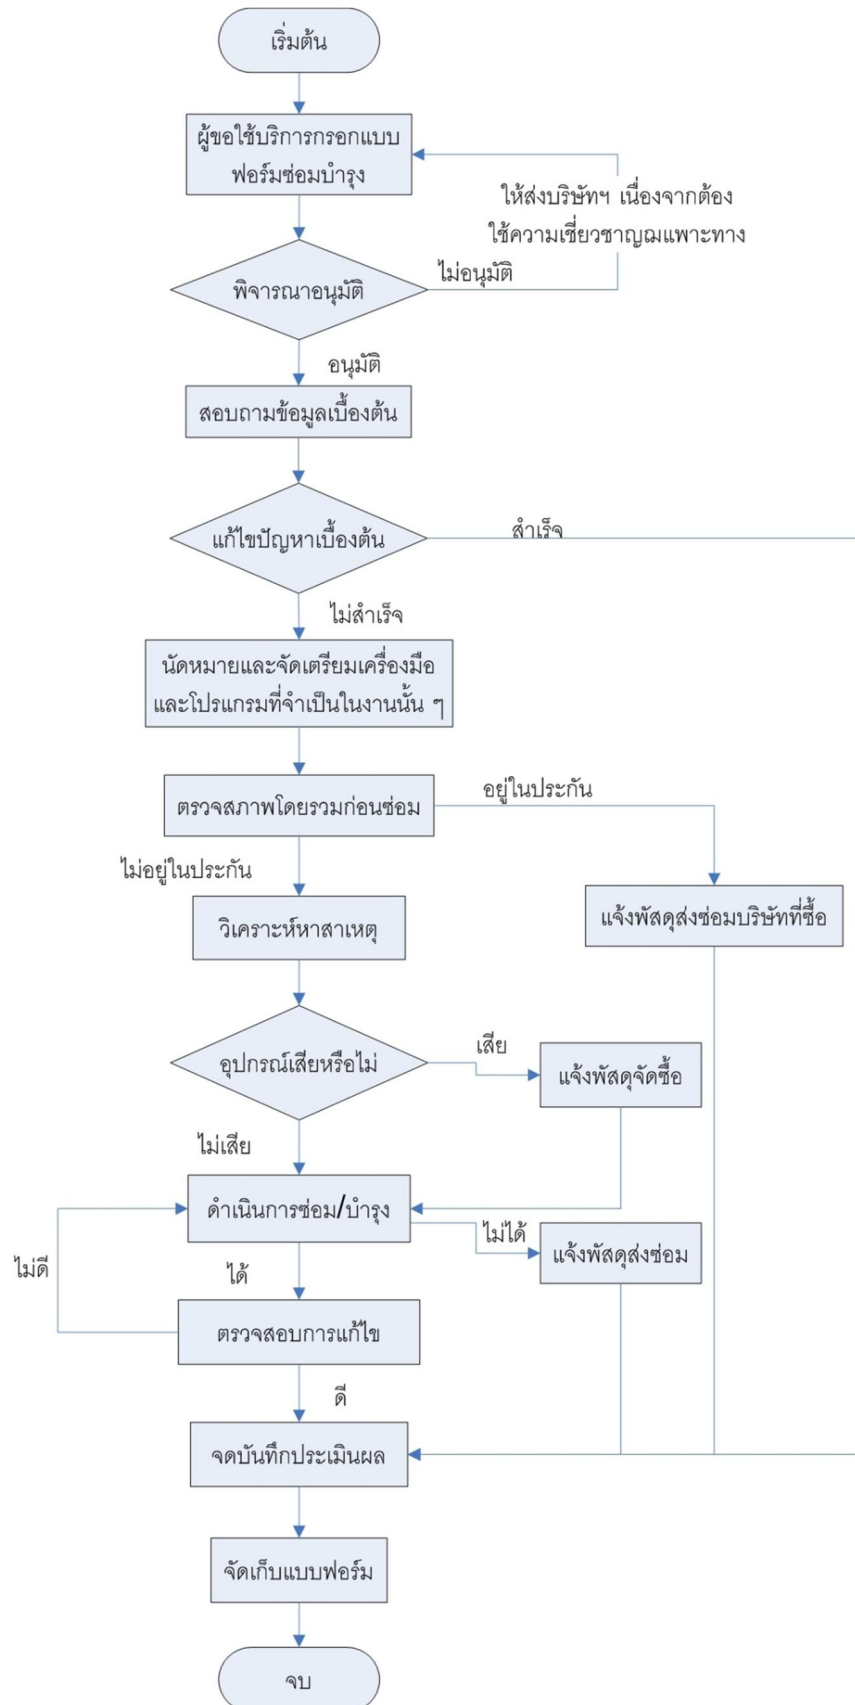 เริ่มต้น
ผู้ขอใช้บริการกรอกแบบ
ฟอร์มซ่อมบำรุง
ให้ส่งบริษัทฯ เนื่องจากต้อง
ใช้ความเชี่ยวชาญฌแพาะทาง
พิจารณาอนุมัติ
ไม่อนุมัติ
อนุมัติ
สอบถามข้อมูลเบื้องต้น
แก้ไขปัญหาเบื้องต้น
สำเร็จ
ไม่สำเร็จ
นัดหมายและจัดเตรียมเครื่องมือ
และโปรแกรมที่จำเป็นในงานนั้น ๆ
ตรวจสภาพโดยรวมก่อนซ่อม
อยู่ในประกัน
ไม่อยู่ในประกัน
แจ้งพัสดุส่งซ่อมบริษัทที่ซื้อ
วิเคราะห์หาสาเหตุ
อุปกรณ์เสียหรือไม่
เสีย
แจ้งพัสดุจัดซื้อ
ไม่เสีย
ดำเนินการซ่อม/บำรุง
ไม่ได้
แจ้งพัสดุส่งซ่อม
ไม่ดี
ได้
ตรวจสอบการแก้ไข
ดี
จดบันทึกประเมินผล
จัดเก็บแบบฟอร์ม
จบ